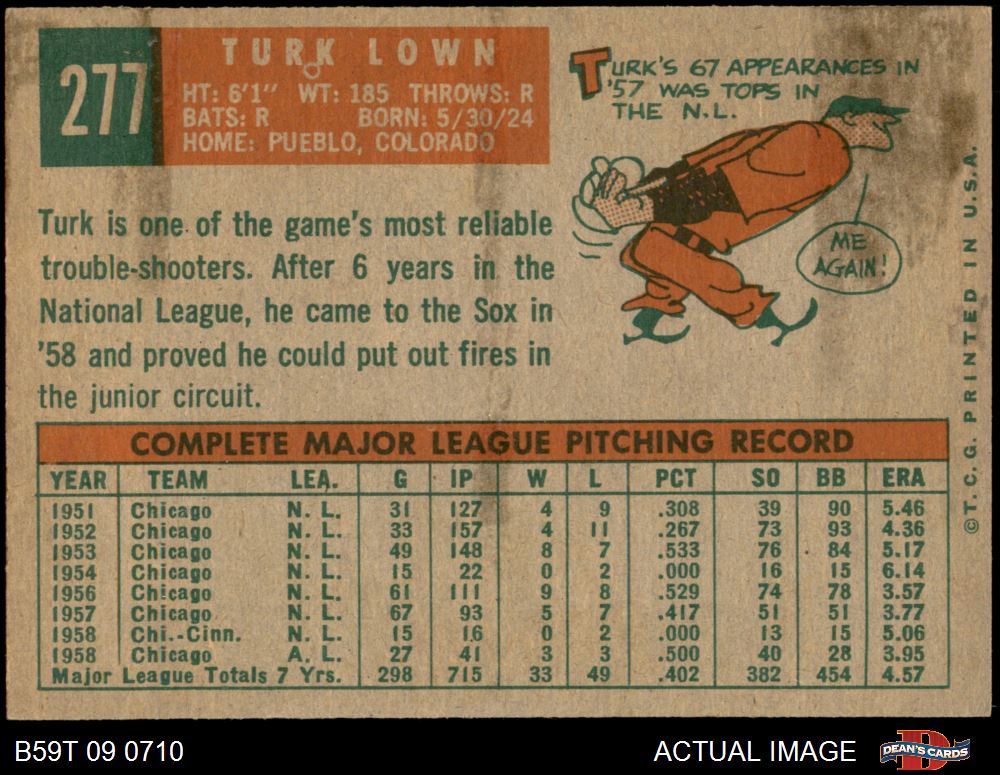 277
TURK LOWN
HT: 6'1" WT: 185 THROWS: R
BATS: R BORN: 5/30/24
HOME: PUEBLO, COLORADO
TURK'S 67 APPEARANCES IN
'57 WAS TOPS IN
THE N.L.
ME
AGAIN!
Turk is one of the game's most reliable
trouble-shooters. After 6 years in the
National League, he came to the Sox in
'58 and proved he could put out fires in
the junior circuit.
COMPLETE MAJOR LEAGUE PITCHING RECORD
YEAR TEAM LEA. G IP W L PCT SO BB ERA
1951 Chicago N. L. 31 127 4 9 .308 39 90 5.46
1952 Chicago N. L. 33 157 4 11 .267 73 93 4.36
1953 Chicago N. L. 49 148 8 7 .533 76 84 5.17
1954 Chicago N. L. 15 22 0 2 .000 16 15 6.14
1956 Chicago N. L. 61 111 9 8 .529 74 78 3.57
1957 Chicago N. L. 67 93 5 7 .417 51 51 3.77
1958 Chi.-Cinn. N. L. 15 16 0 2 .000 13 15 5.06
1958 Chicago A. L. 27 41 3 3 .500 40 28 3.95
Major League Totals 7 Yrs. 298 715 33 49 .402 382 454 4.57
© T. C. G. PRINTED IN U.S.A.
B59T 09 0710
ACTUAL IMAGE
D
DEAN'S CARDS